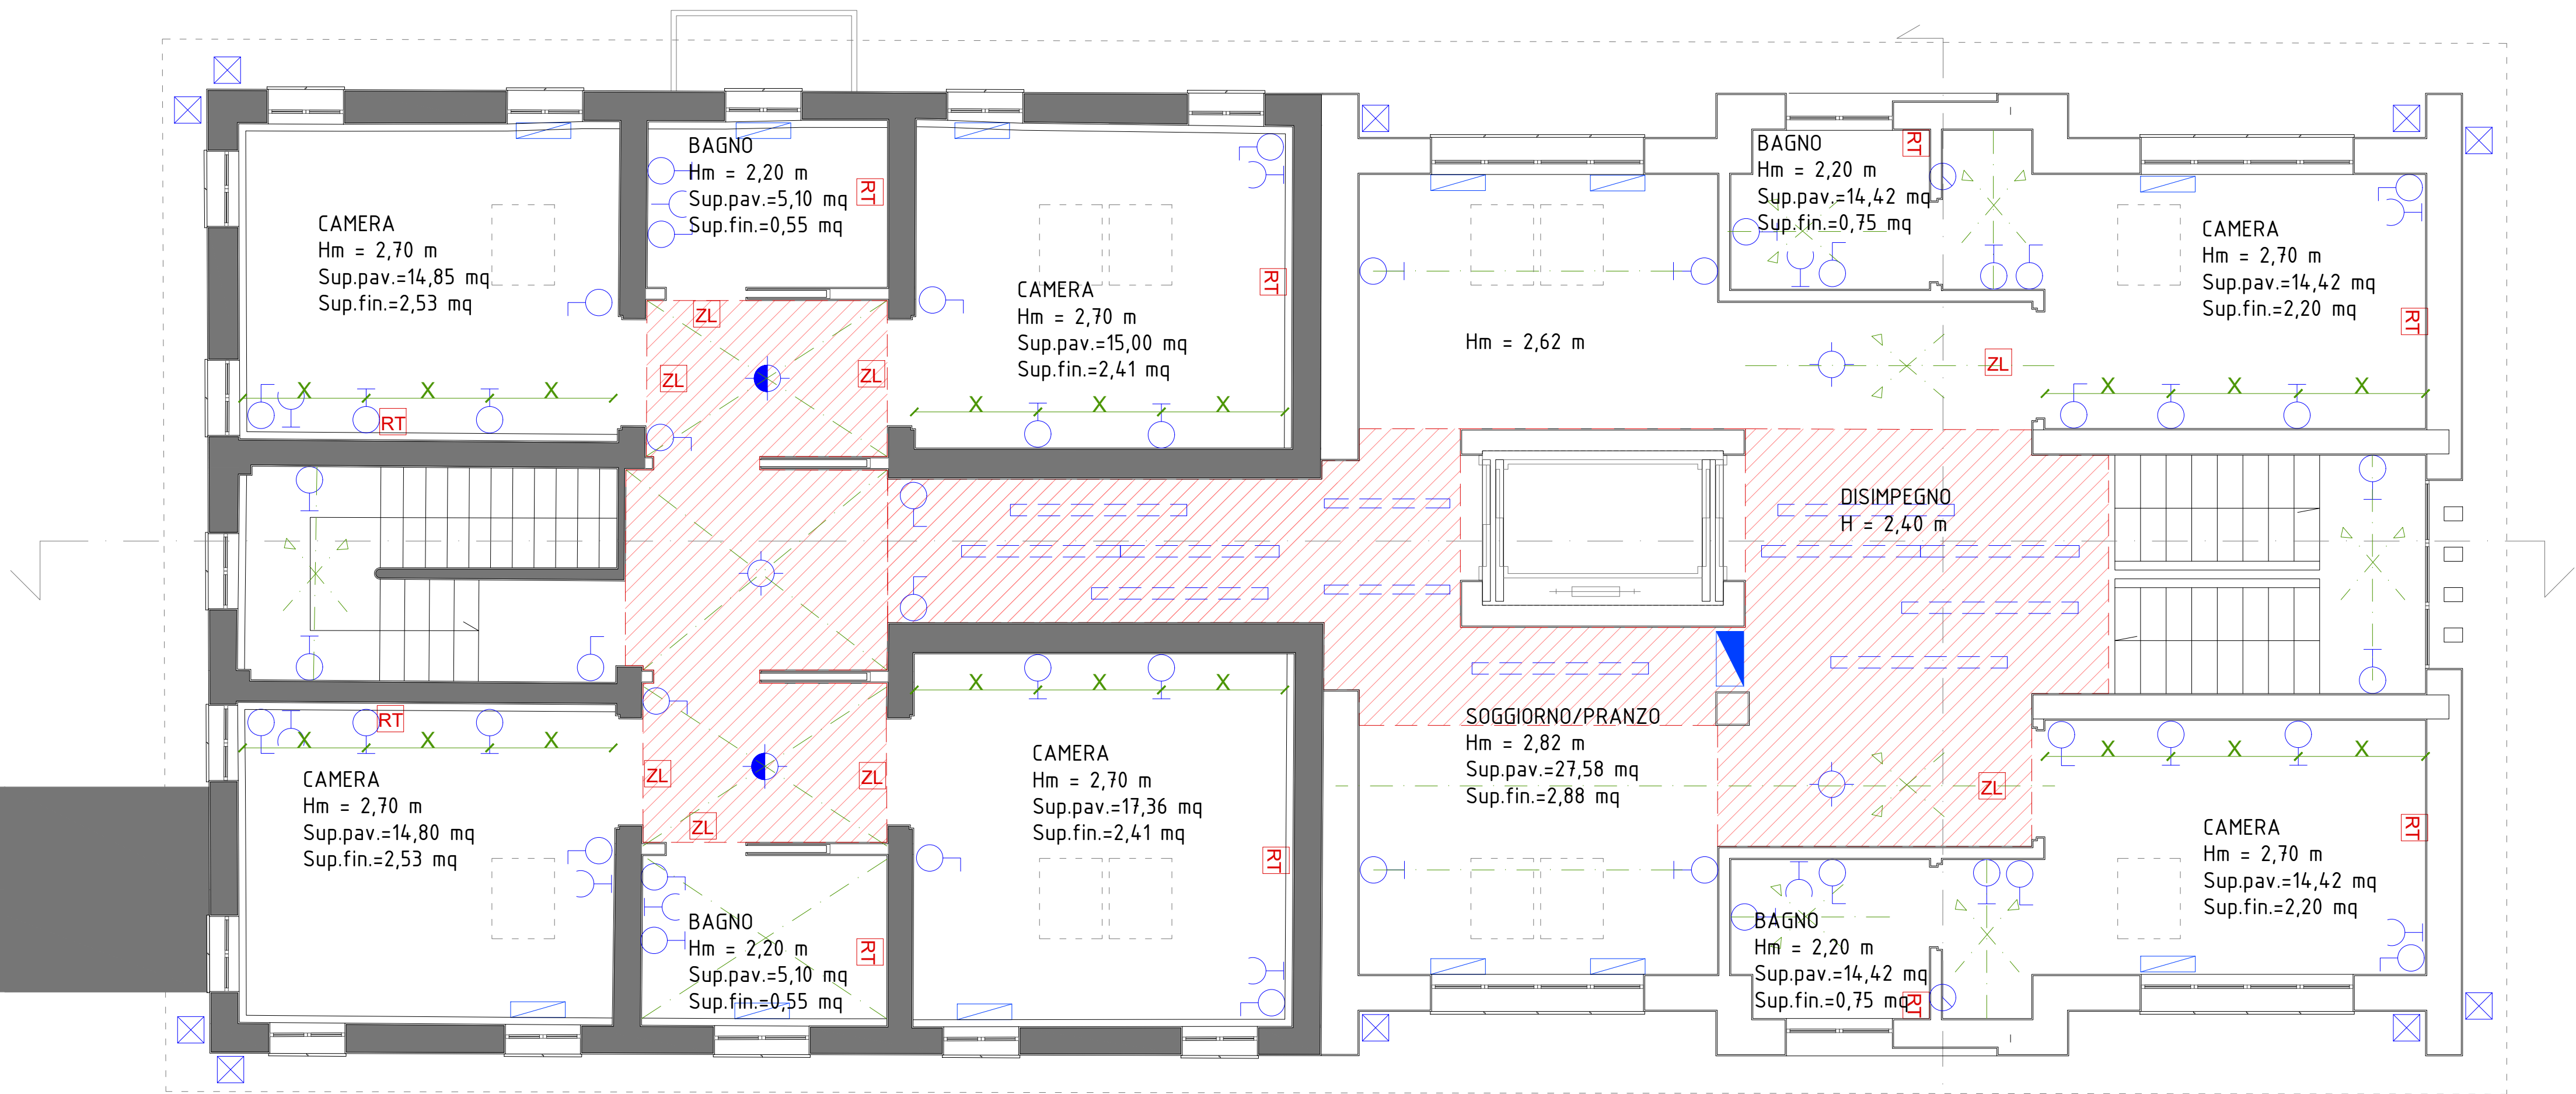 CAMERA
Hm = 2,70 m
Sup.pav.=14,85 mq
Sup.fin.=2,53 mq
X X X
RT
BAGNO
Hm = 2,20 m
Sup.pav.=5,10 mq
Sup.fin.=0,55 mq
RT
ZL
ZL
ZL
CAMERA
Hm = 2,70 m
Sup.pav.=15,00 mq
Sup.fin.=2,41 mq
RT
X X X
Hm = 2,62 m
BAGNO
Hm = 2,20 m
Sup.pav.=14,42 mq
Sup.fin.=0,75 mq
RT
ZL
CAMERA
Hm = 2,70 m
Sup.pav.=14,42 mq
Sup.fin.=2,20 mq
RT
X X X
DISIMPEGNO
H = 2,40 m
RT
X X X
CAMERA
Hm = 2,70 m
Sup.pav.=14,80 mq
Sup.fin.=2,53 mq
ZL
ZL
ZL
BAGNO
Hm = 2,20 m
Sup.pav.=5,10 mq
Sup.fin.=0,55 mq
RT
X X X
CAMERA
Hm = 2,70 m
Sup.pav.=17,36 mq
Sup.fin.=2,41 mq
RT
SOGGIORNO/PRANZO
Hm = 2,82 m
Sup.pav.=27,58 mq
Sup.fin.=2,88 mq
ZL
BAGNO
Hm = 2,20 m
Sup.pav.=14,42 mq
Sup.fin.=0,75 mq
RT
X X X
CAMERA
Hm = 2,70 m
Sup.pav.=14,42 mq
Sup.fin.=2,20 mq
RT